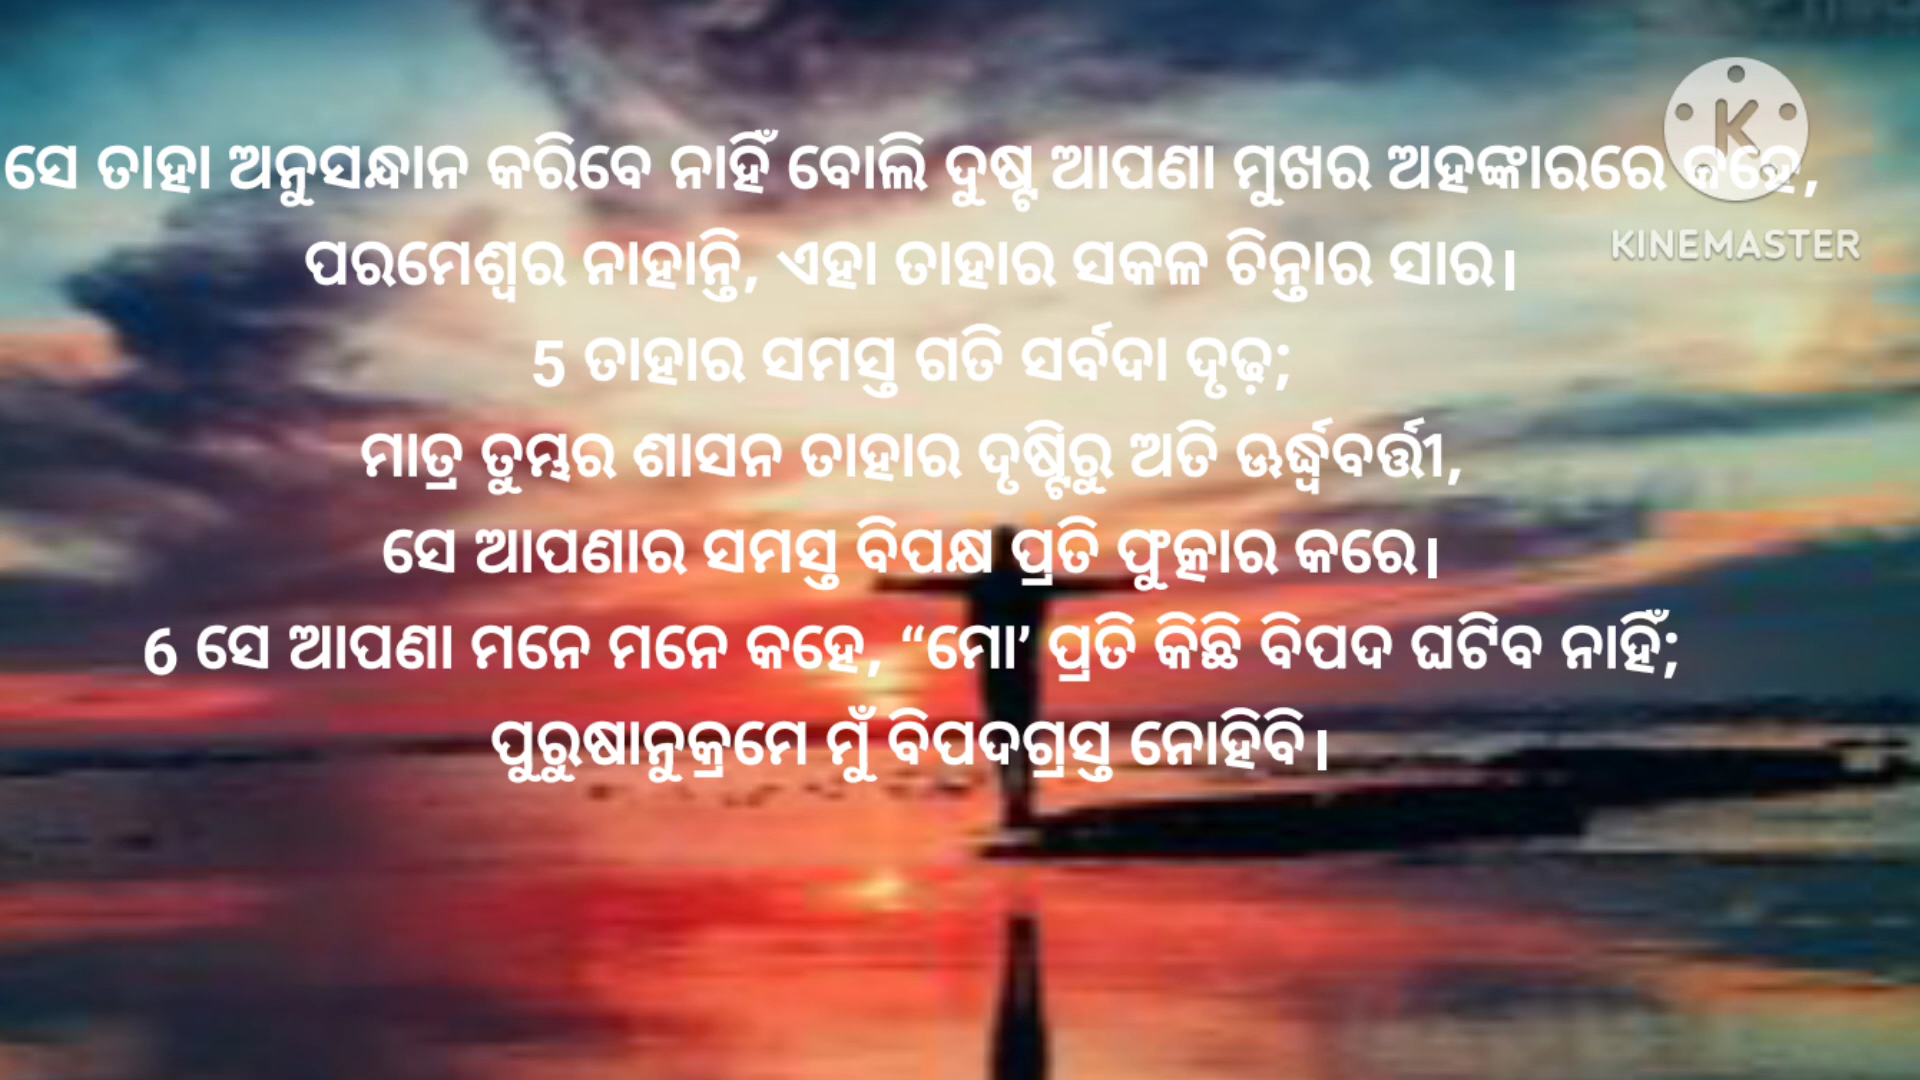 ସେ ତାହା ଅନୁସନ୍ଧାନ କରିବେ ନାହିଁ ବୋଲି ଦୁଷ୍ଟ ଆପଣା ମୁଖର ଅହଙ୍କାରରେ କହେ,
ପରମେଶ୍ୱର ନାହାନ୍ତି, ଏହା ତାହାର ସକଳ ଚିନ୍ତାର ସାର।
5 ତାହାର ସମସ୍ତ ଗତି ସର୍ବଦା ଦୃଢ଼;
ମାତ୍ର ତୁମ୍ଭର ଶାସନ ତାହାର ଦୃଷ୍ଟିରୁ ଅତି ଊର୍ଦ୍ଧ୍ୱବର୍ତ୍ତୀ,
ସେ ଆପଣାର ସମସ୍ତ ବିପକ୍ଷ ପ୍ରତି ଫୁତ୍କାର କରେ।
6 ସେ ଆପଣା ମନେ ମନେ କହେ, “ମୋ’ ପ୍ରତି କିଛି ବିପଦ ଘଟିବ ନାହିଁ;
ପୁରୁଷାନୁକ୍ରମେ ମୁଁ ବିପଦଗ୍ରସ୍ତ ନୋହିବି।
K
KINEMASTER